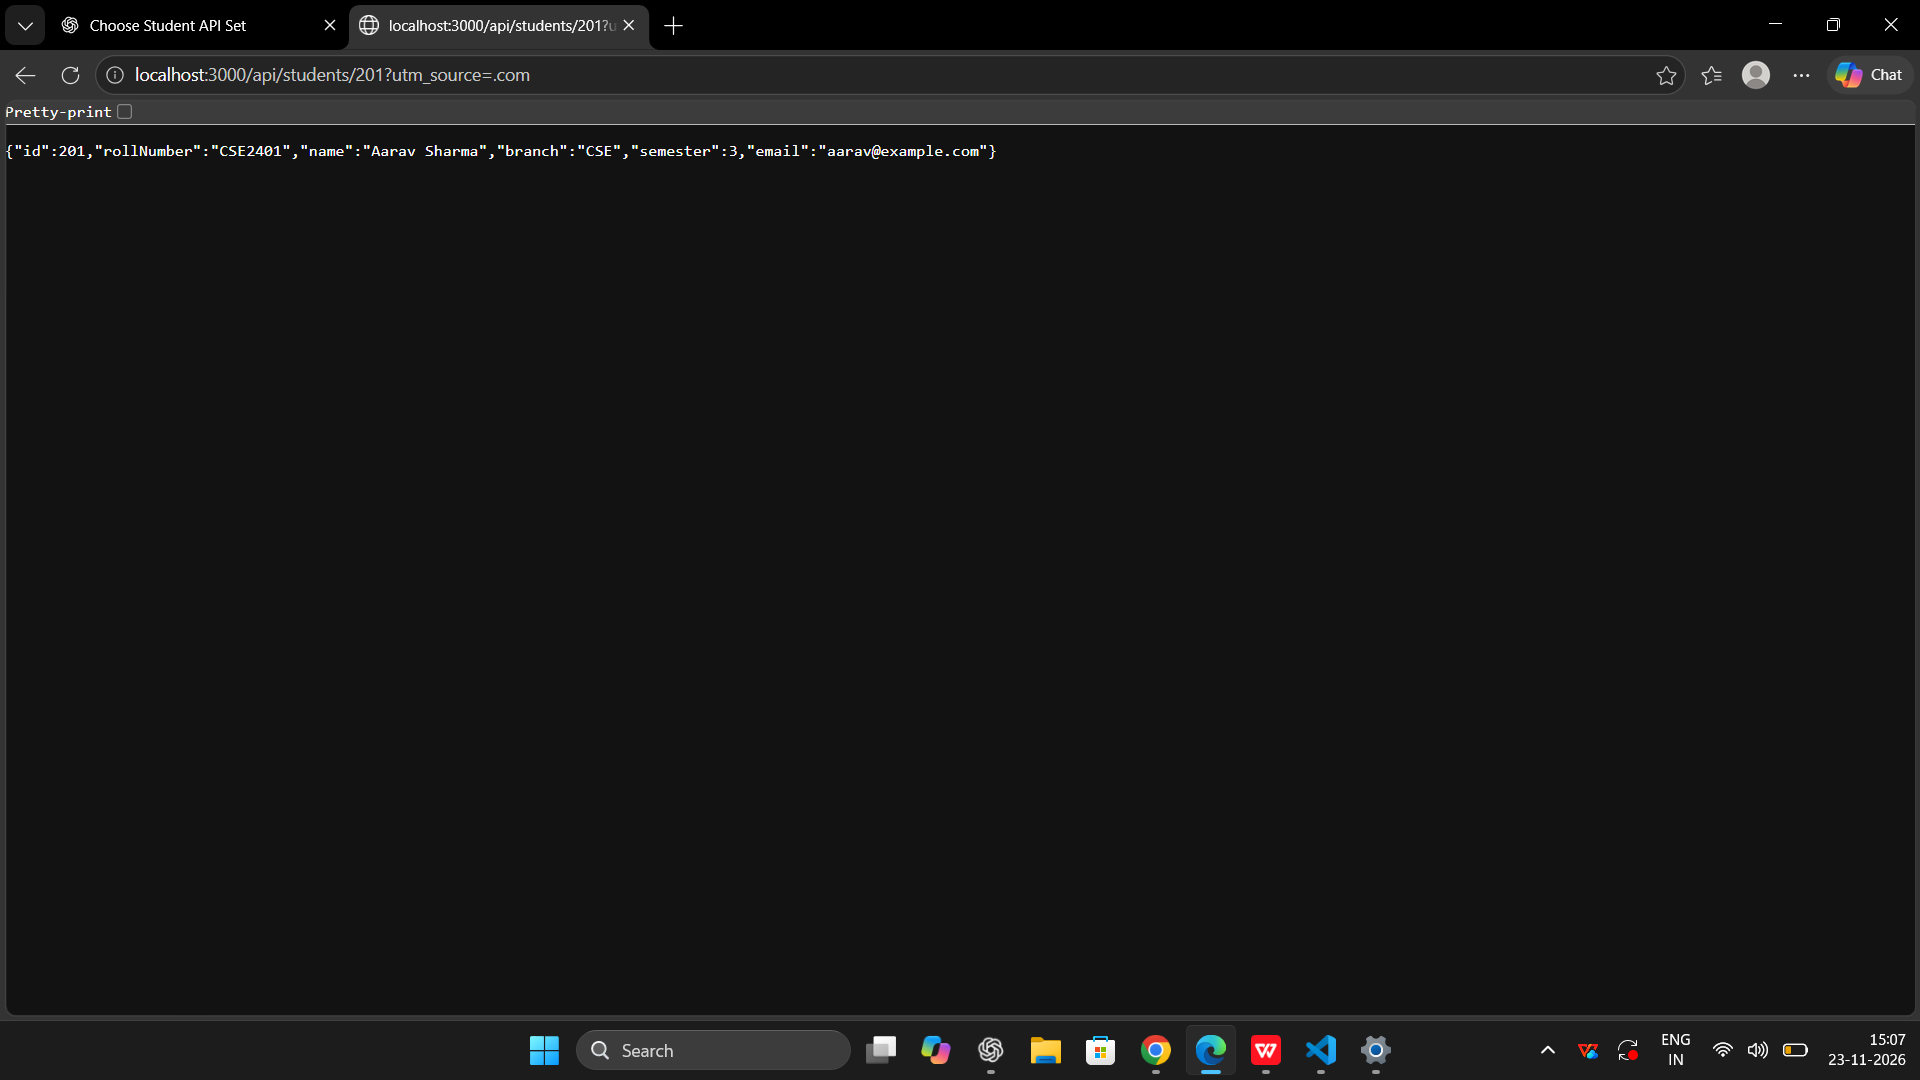 Choose Student API Set
localhost:3000/api/students/201?u
localhost:3000/api/students/201?utm_source=.com
Chat
Pretty-print
{"id":201,"rollNumber":"CSE2401","name":"Aarav Sharma","branch":"CSE","semester":3,"email":"aarav@example.com"}
Search
ENG
IN
15:07
23-11-2026